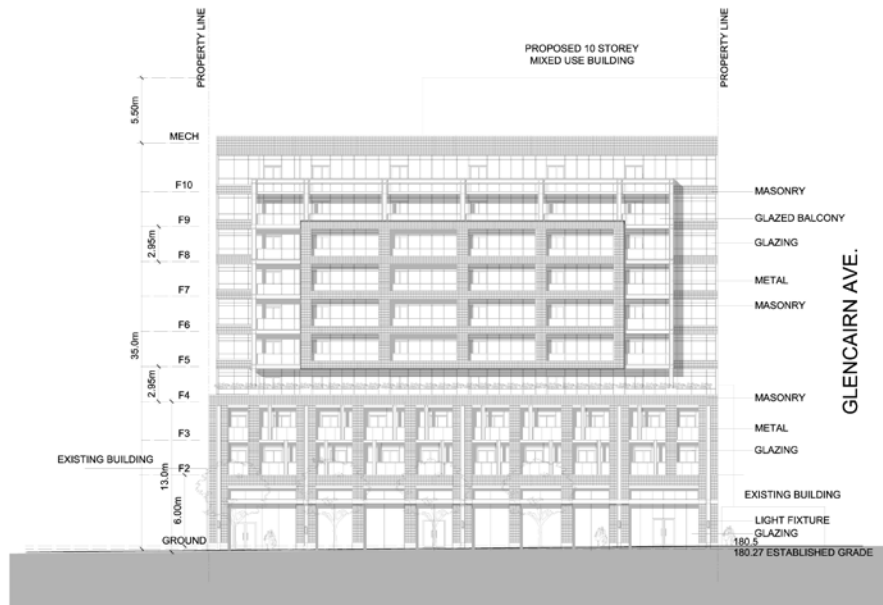 PROPERTY LINE
PROPERTY LINE
PROPOSED 10 STOREY
MIXED USE BUILDING
5.50m
MECH
F10
MASONRY
F9
GLAZED BALCONY
2.95m
GLAZING
F8
METAL
F7
MASONRY
F6
35.0m
F5
2.95m
F4
MASONRY
F3
METAL
GLAZING
EXISTING BUILDING
F2
13.0m
EXISTING BUILDING
6.00m
LIGHT FIXTURE
GLAZING
GROUND
180.5
180.27 ESTABLISHED GRADE
GLENCAIRN AVE.